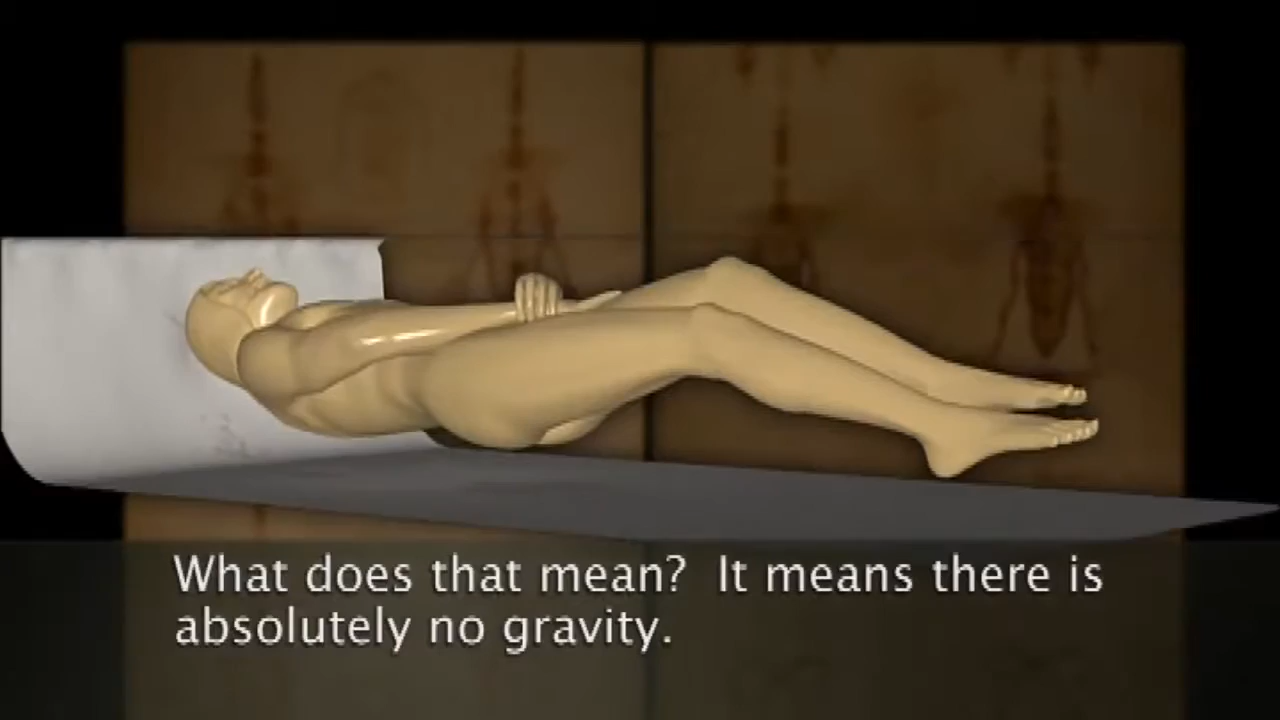 What does that mean?  It means there is
absolutely no gravity.